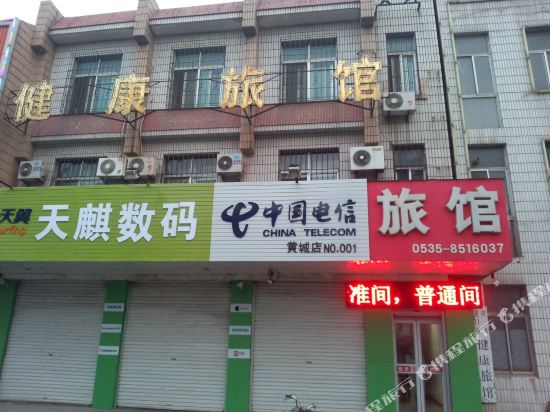 健康旅馆
天翼
天麒数码
中国电信
CHINA TELECOM
黄城店NO.001
旅馆
0535-8516037
准间，普通间
NOKIA
SAMSUNG
健康旅馆
携程旅行